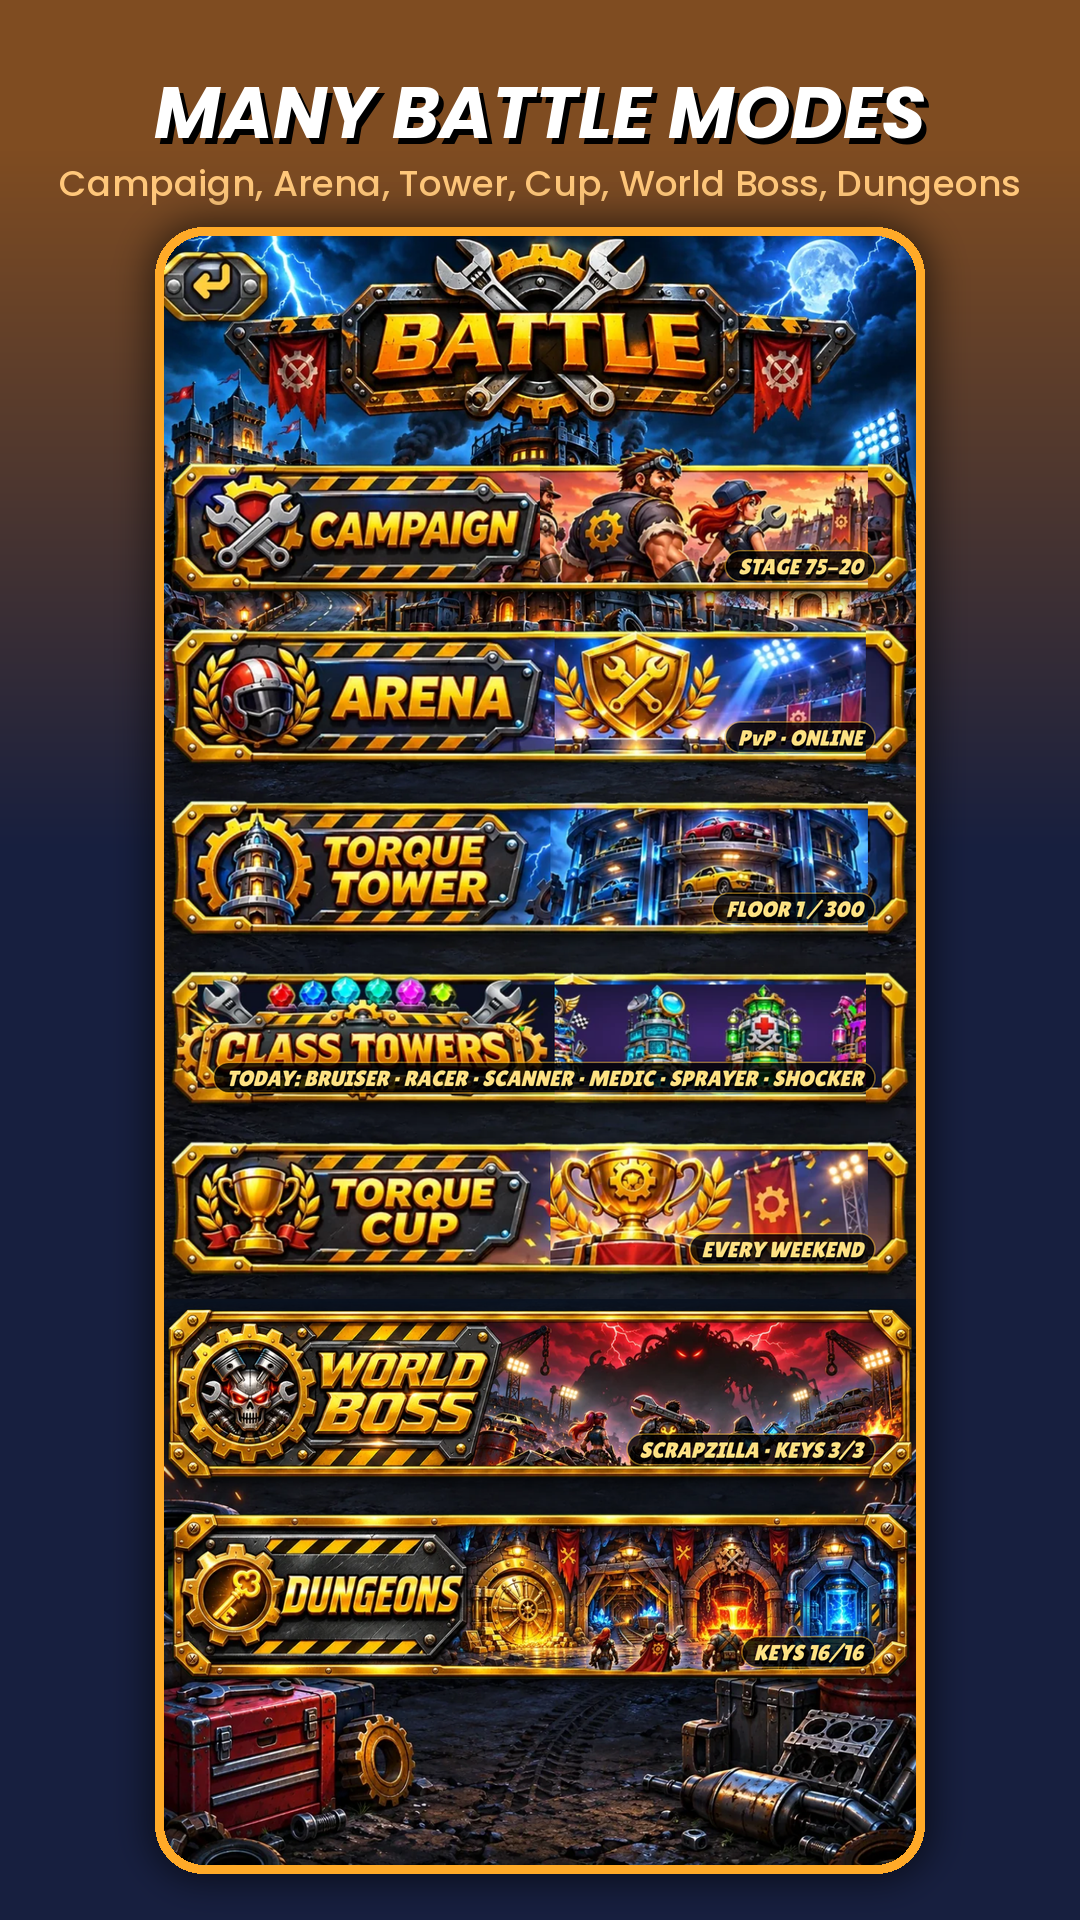 MANY BATTLE MODES
Campaign, Arena, Tower, Cup, World Boss, Dungeons
BATTLE
CAMPAIGN
STAGE 75-20
ARENA
PvP · ONLINE
TORQUE
TOWER
FLOOR 1 / 300
CLASS TOWERS
TODAY: BRUISER · RACER · SCANNER · MEDIC · SPRAYER · SHOCKER
TORQUE
CUP
EVERY WEEKEND
WORLD
BOSS
SCRAPZILLA · KEYS 3/3
DUNGEONS
KEYS 16/16